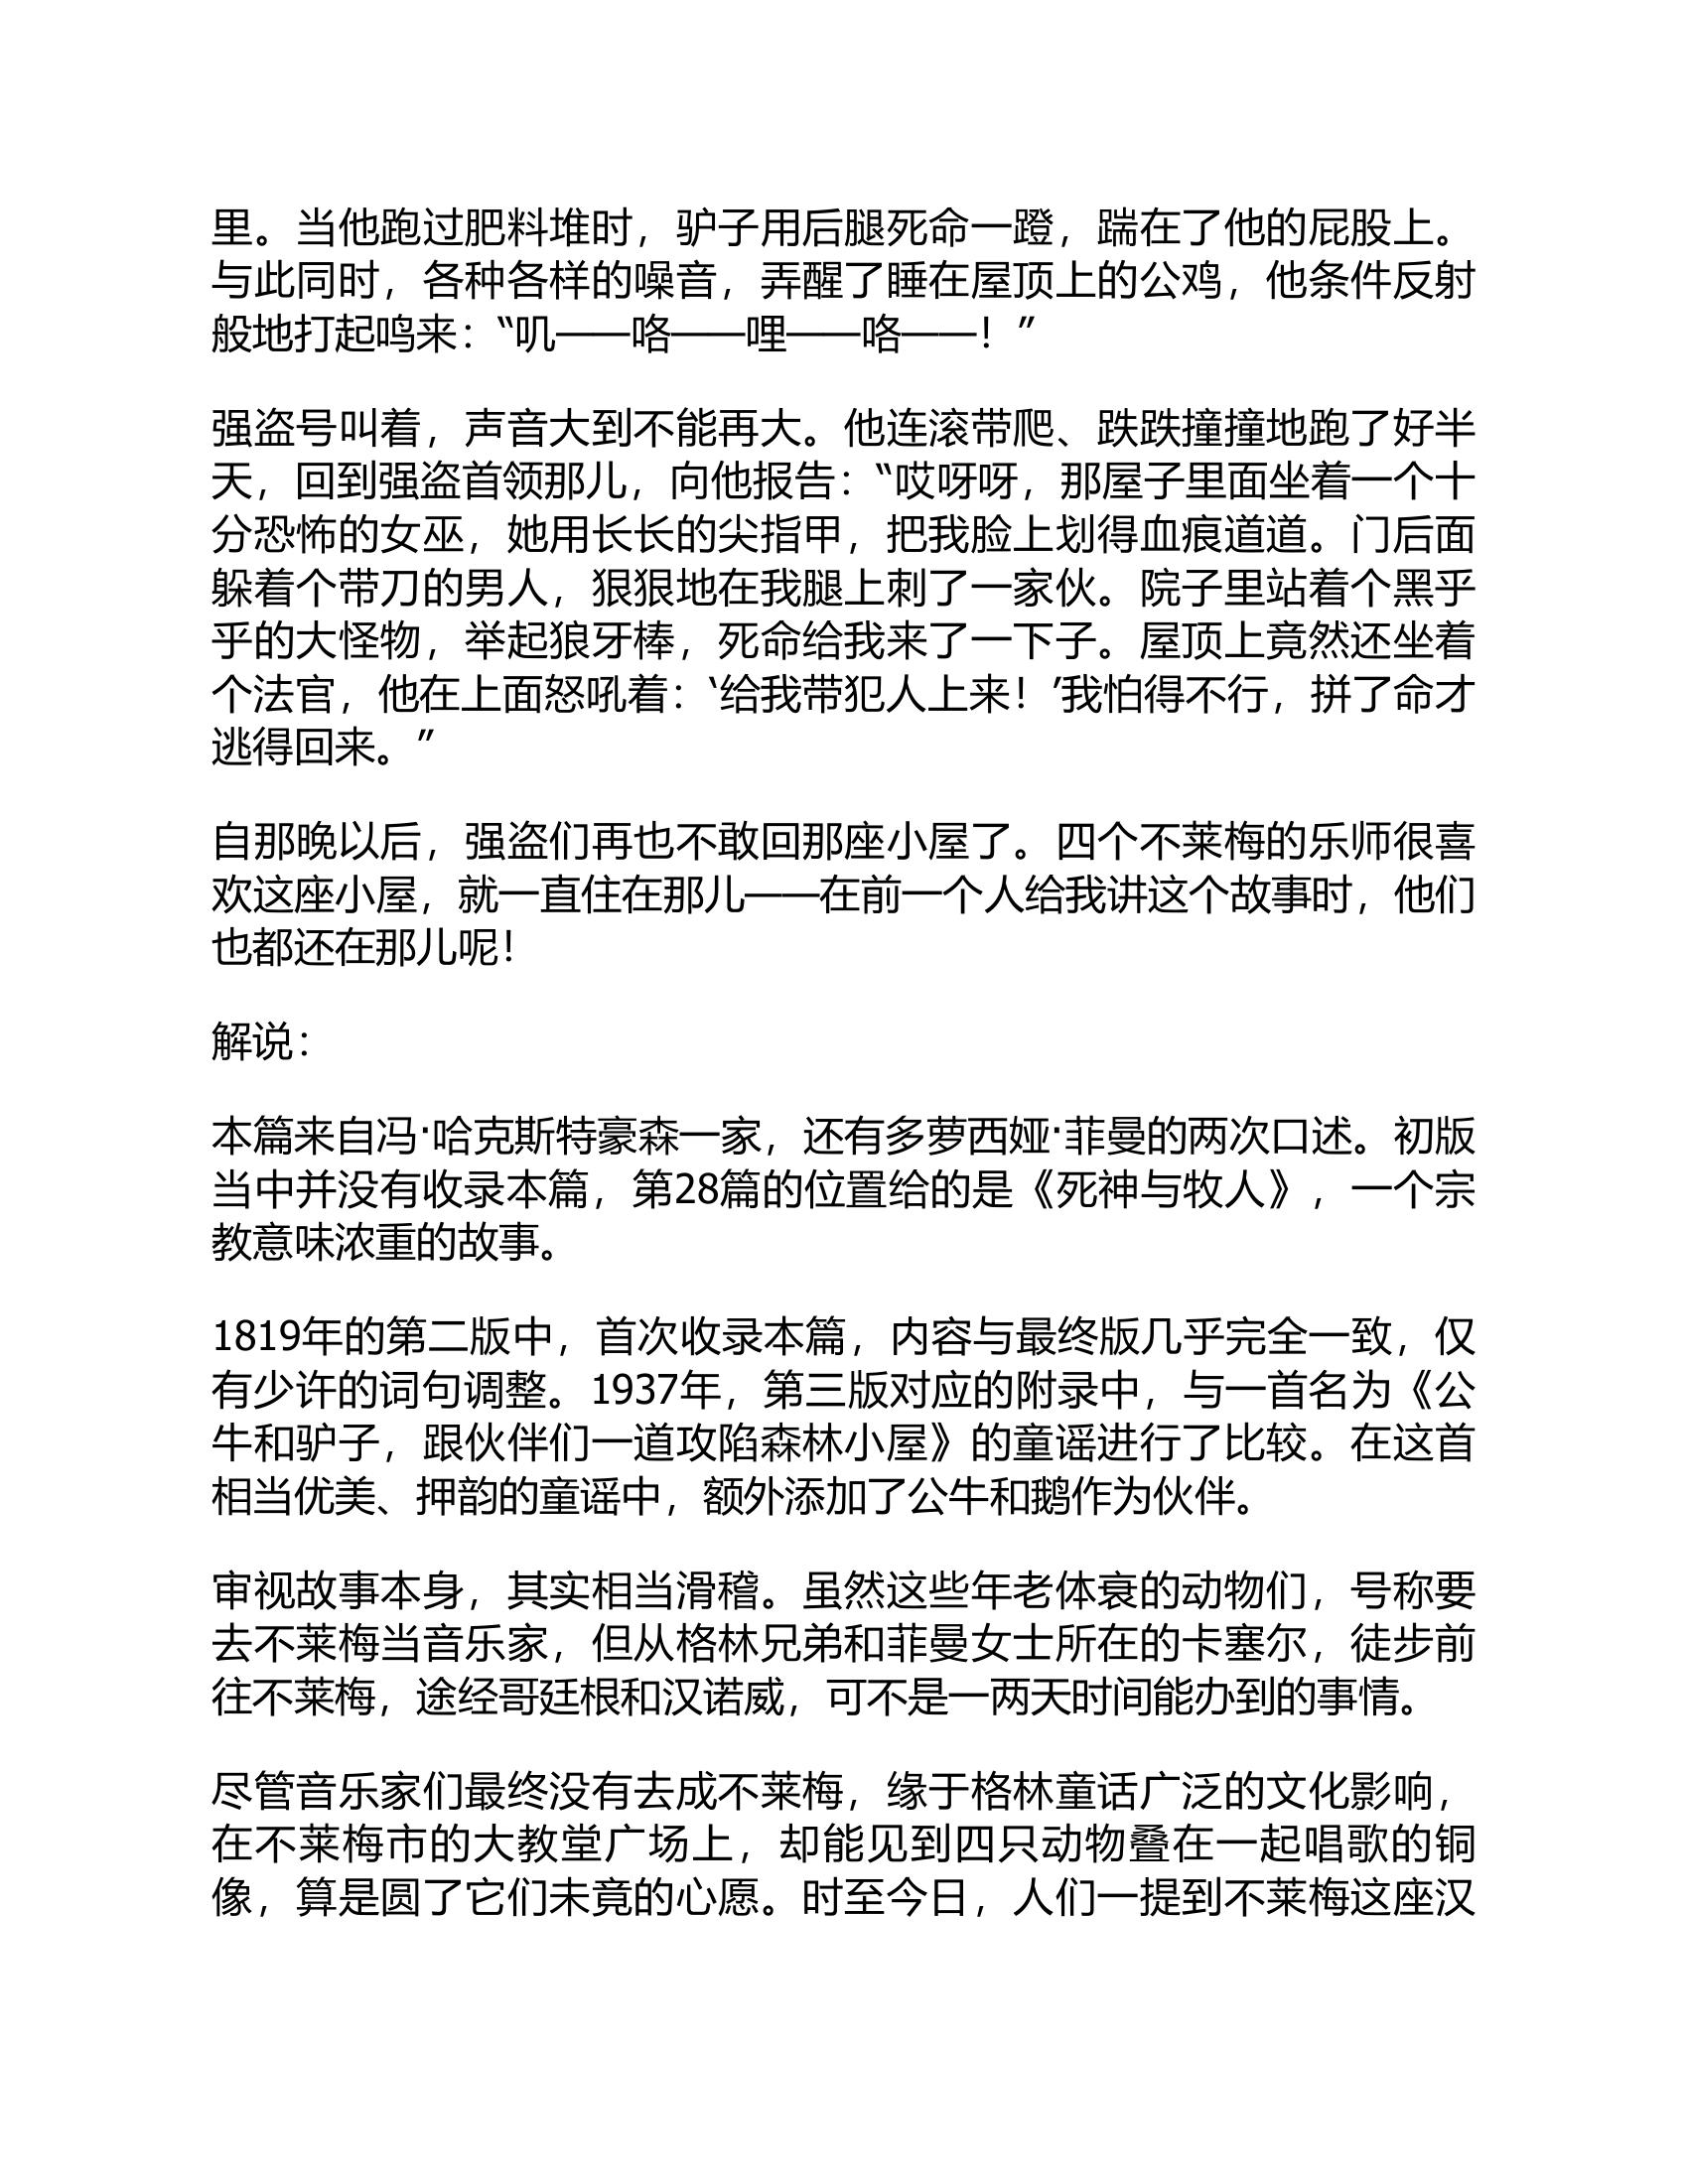 里。当他跑过肥料堆时，驴子用后腿死命一蹬，踹在了他的屁股上。
与此同时，各种各样的噪音，弄醒了睡在屋顶上的公鸡，他条件反射
般地打起鸣来：“叽——咯——哩——咯——！”
强盗号叫着，声音大到不能再大。他连滚带爬、跌跌撞撞地跑了好半
天，回到强盗首领那儿，向他报告：“哎呀呀，那屋子里面坐着一个十
分恐怖的女巫，她用长长的尖指甲，把我脸上划得血痕道道。门后面
躲着个带刀的男人，狠狠地在我腿上刺了一家伙。院子里站着个黑乎
乎的大怪物，举起狼牙棒，死命给我来了一下子。屋顶上竟然还坐着
个法官，他在上面怒吼着：‘给我带犯人上来！’我怕得不行，拼了命才
逃得回来。”
自那晚以后，强盗们再也不敢回那座小屋了。四个不莱梅的乐师很喜
欢这座小屋，就一直住在那儿——在前一个人给我讲这个故事时，他们
也都还在那儿呢！
解说：
本篇来自冯·哈克斯特豪森一家，还有多萝西娅·菲曼的两次口述。初版
当中并没有收录本篇，第28篇的位置给的是《死神与牧人》，一个宗
教意味浓重的故事。
1819年的第二版中，首次收录本篇，内容与最终版几乎完全一致，仅
有少许的词句调整。1937年，第三版对应的附录中，与一首名为《公
牛和驴子，跟伙伴们一道攻陷森林小屋》的童谣进行了比较。在这首
相当优美、押韵的童谣中，额外添加了公牛和鹅作为伙伴。
审视故事本身，其实相当滑稽。虽然这些年老体衰的动物们，号称要
去不莱梅当音乐家，但从格林兄弟和菲曼女士所在的卡塞尔，徒步前
往不莱梅，途经哥廷根和汉诺威，可不是一两天时间能办到的事情。
尽管音乐家们最终没有去成不莱梅，缘于格林童话广泛的文化影响，
在不莱梅市的大教堂广场上，却能见到四只动物叠在一起唱歌的铜
像，算是圆了它们未竟的心愿。时至今日，人们一提到不莱梅这座汉